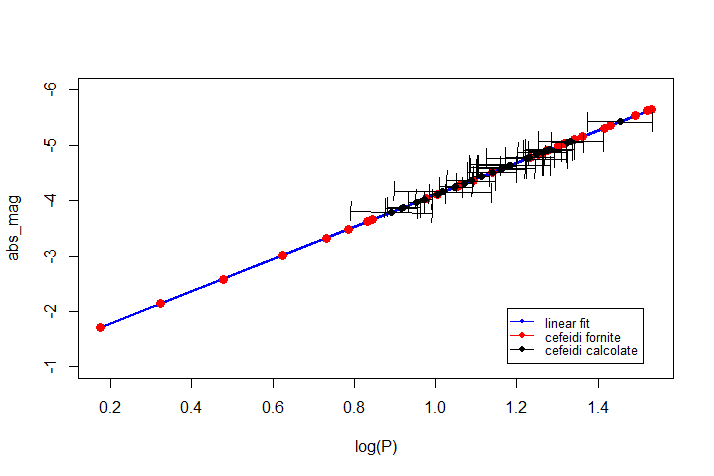 -6
-5
-4
-3
-2
-1
abs_mag
linear fit
cefeidi fornite
cefeidi calcolate
0.2 0.4 0.6 0.8 1.0 1.2 1.4
log(P)